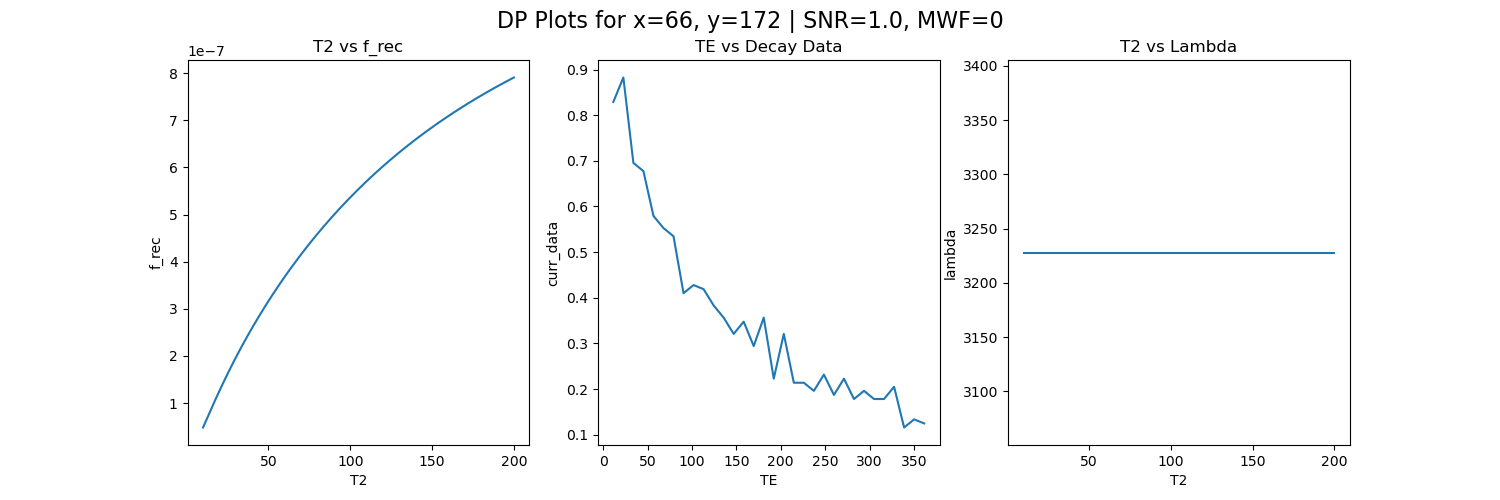 DP Plots for x=66, y=172 | SNR=1.0, MWF=0
T2 vs f_rec
1e−7
8
7
6
5
4
3
2
1
f_rec
50 100 150 200
T2
TE vs Decay Data
0.9
0.8
0.7
0.6
0.5
0.4
0.3
0.2
0.1
curr_data
0 50 100 150 200 250 300 350
TE
T2 vs Lambda
3400
3350
3300
3250
3200
3150
3100
lambda
50 100 150 200
T2